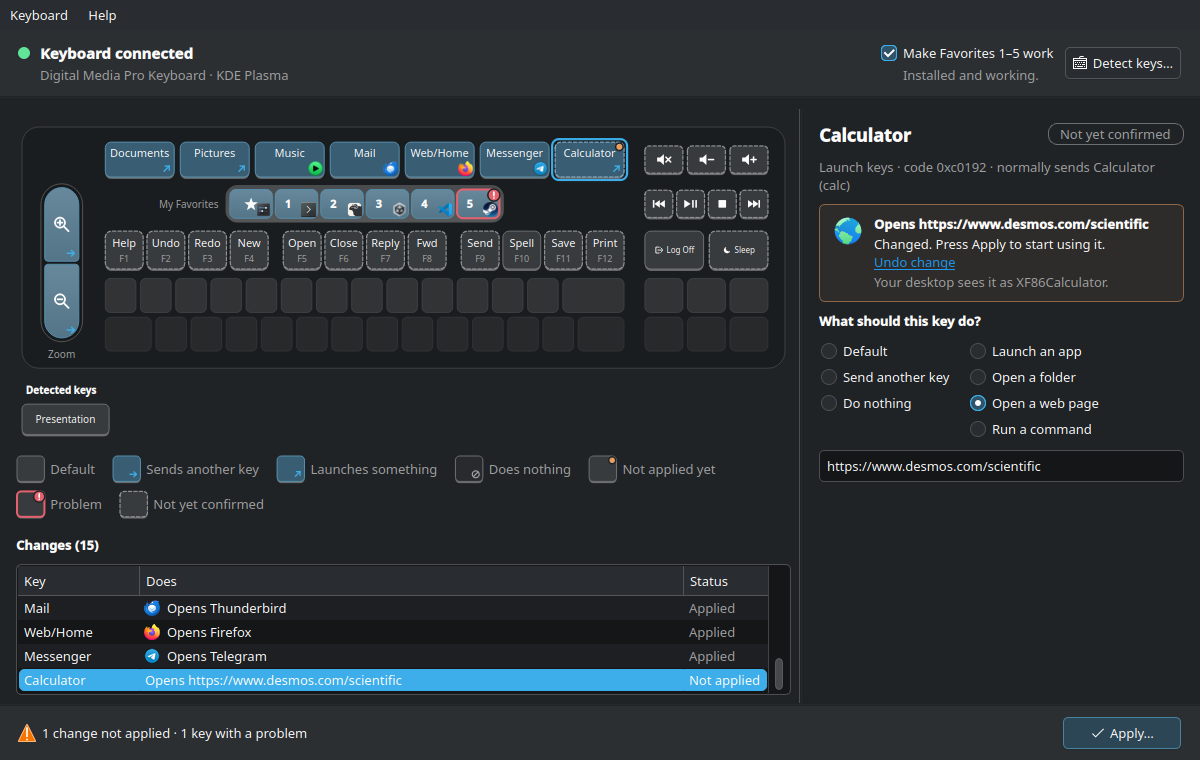 Keyboard Help
Keyboard connected
Digital Media Pro Keyboard · KDE Plasma
Make Favorites 1–5 work
Installed and working.
Detect keys...
Documents Pictures Music Mail Web/Home Messenger Calculator
My Favorites 1 2 3 4 5
Help Undo Redo New Open Close Reply Fwd Send Spell Save Print
F1 F2 F3 F4 F5 F6 F7 F8 F9 F10 F11 F12
Log Off Sleep
Zoom
Detected keys
Presentation
Default Sends another key Launches something Does nothing Not applied yet
Problem Not yet confirmed
Changes (15)
Key Does Status
Mail Opens Thunderbird Applied
Web/Home Opens Firefox Applied
Messenger Opens Telegram Applied
Calculator Opens https://www.desmos.com/scientific Not applied
Calculator Not yet confirmed
Launch keys · code 0xc0192 · normally sends Calculator
(calc)
Opens https://www.desmos.com/scientific
Changed. Press Apply to start using it.
Undo change
Your desktop sees it as XF86Calculator.
What should this key do?
Default Launch an app
Send another key Open a folder
Do nothing Open a web page
Run a command
https://www.desmos.com/scientific
1 change not applied · 1 key with a problem
Apply...